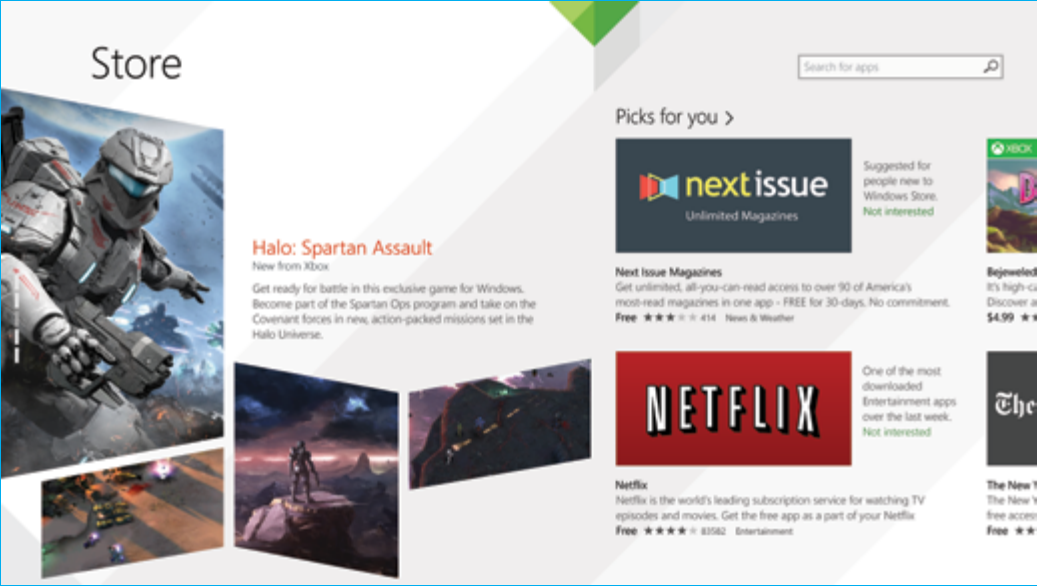 Store
Search for apps
Halo: Spartan Assault
New from Xbox
Get ready for battle in this exclusive game for Windows.
Become part of the Spartan Ops program and take on the
Covenant forces in new, action-packed missions set in the
Halo Universe.
Picks for you
next issue
Unlimited Magazines
Suggested for
people new to
Windows Store.
Not interested
Next Issue Magazines
Get unlimited, all-you-can-read access to over 90 of America's
most-read magazines in one app - FREE for 30-days. No commitment.
Free 414 News & Weather
NETFLIX
One of the most
downloaded
Entertainment apps
over the last week.
Not interested
Netflix
Netflix is the world's leading subscription service for watching TV
episodes and movies. Get the free app as a part of your Netflix
Free 83582 Entertainment
XBOX
Bejeweled
It's high-ca
Discover a
$4.99
The
The New Y
The New Y
free access
Free